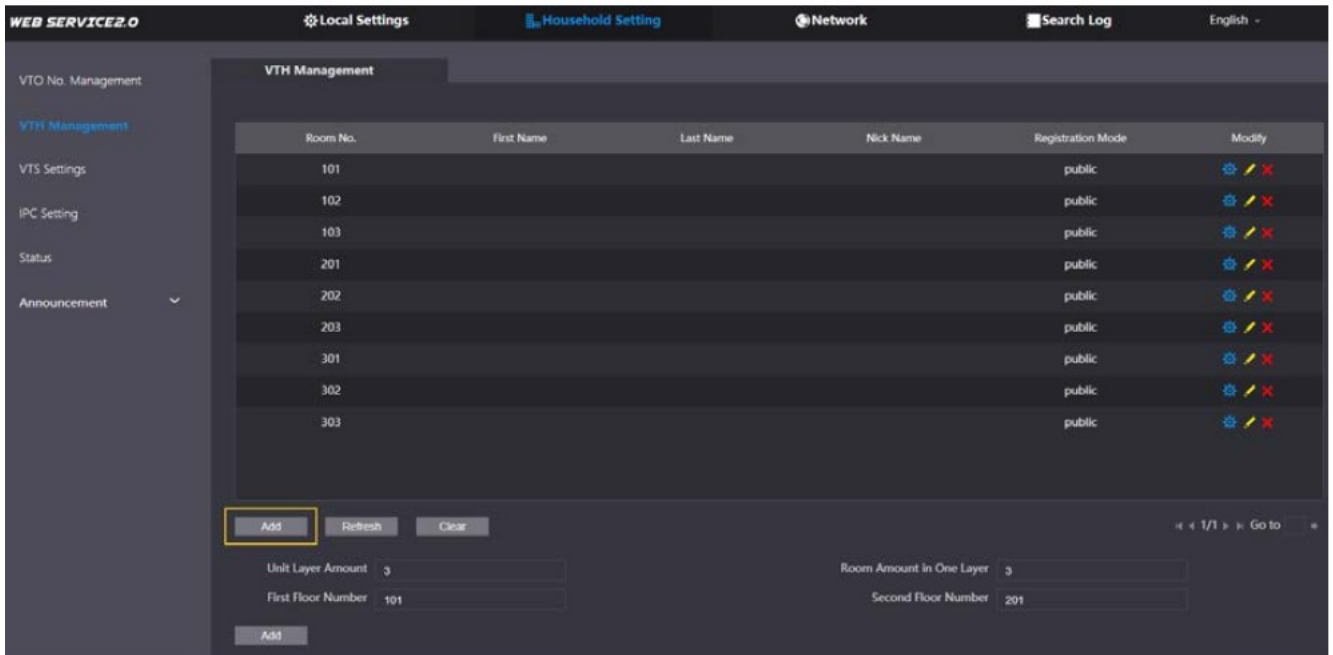 WEB SERVICE2.0 Local Settings Household Setting Network Search Log English
VTO No. Management
VTH Management
VTS Settings
IPC Setting
Status
Announcement
VTH Management
Room No. First Name Last Name Nick Name Registration Mode Modify
101 public
102 public
103 public
201 public
202 public
203 public
301 public
302 public
303 public
Add Refresh Clear 1/1 Go to
Unit Layer Amount 3 Room Amount in One Layer 3
First Floor Number 101 Second Floor Number 201
Add